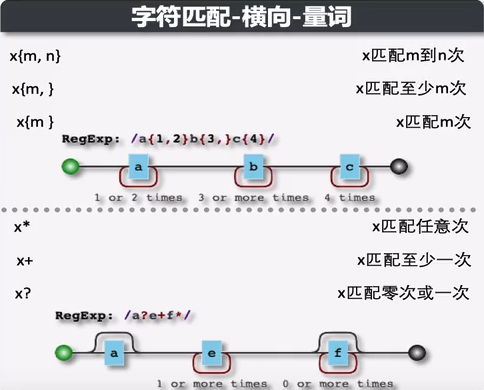 字符匹配-横向-量词
x{m, n} x匹配m到n次
x{m, } x匹配至少m次
x{m } x匹配m次
RegExp: /a{1,2}b{3,}c{4}/
a b c
1 or 2 times 3 or more times 4 times
x* x匹配任意次
x+ x匹配至少一次
x? x匹配零次或一次
RegExp: /a?e+f*/
a e f
1 or more times 0 or more times